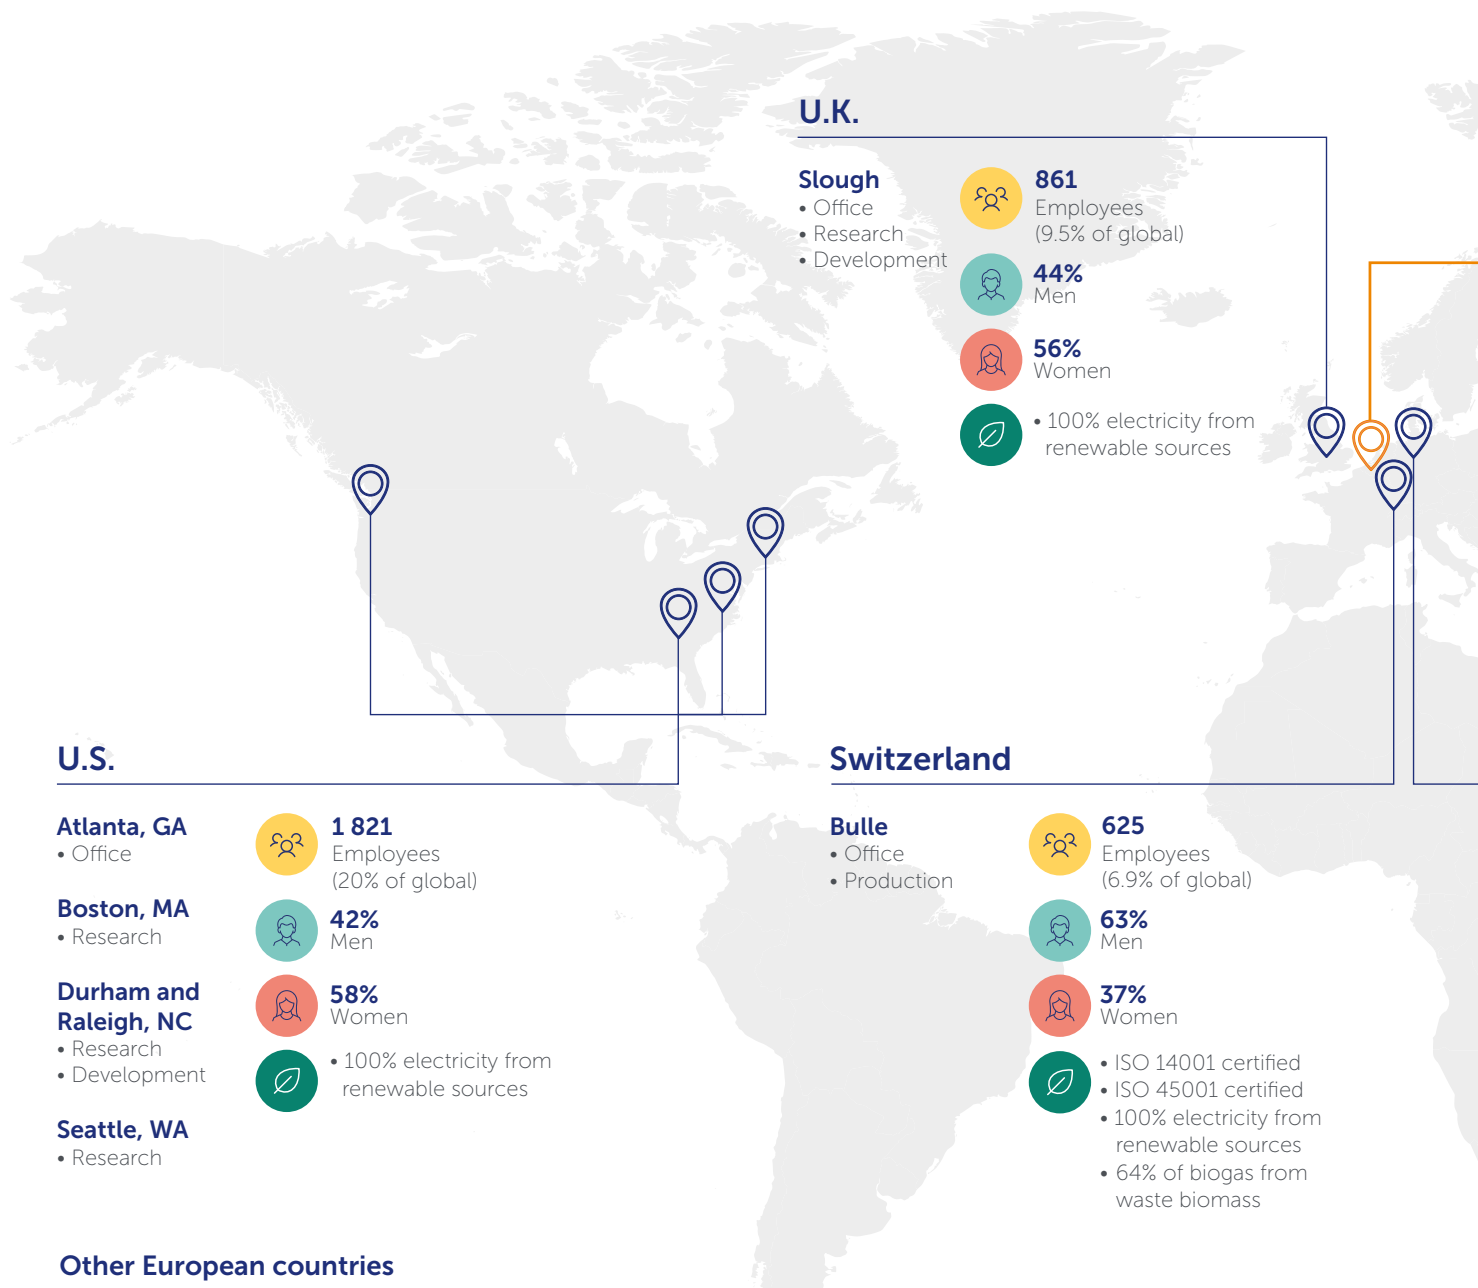 U.K.
Slough
• Office
• Research
• Development
861
Employees
(9.5% of global)
44%
Men
56%
Women
• 100% electricity from
renewable sources
U.S.
Atlanta, GA
• Office
Boston, MA
• Research
Durham and
Raleigh, NC
• Research
• Development
Seattle, WA
• Research
1 821
Employees
(20% of global)
42%
Men
58%
Women
• 100% electricity from
renewable sources
Switzerland
Bulle
• Office
• Production
625
Employees
(6.9% of global)
63%
Men
37%
Women
• ISO 14001 certified
• ISO 45001 certified
• 100% electricity from
renewable sources
• 64% of biogas from
waste biomass
Other European countries